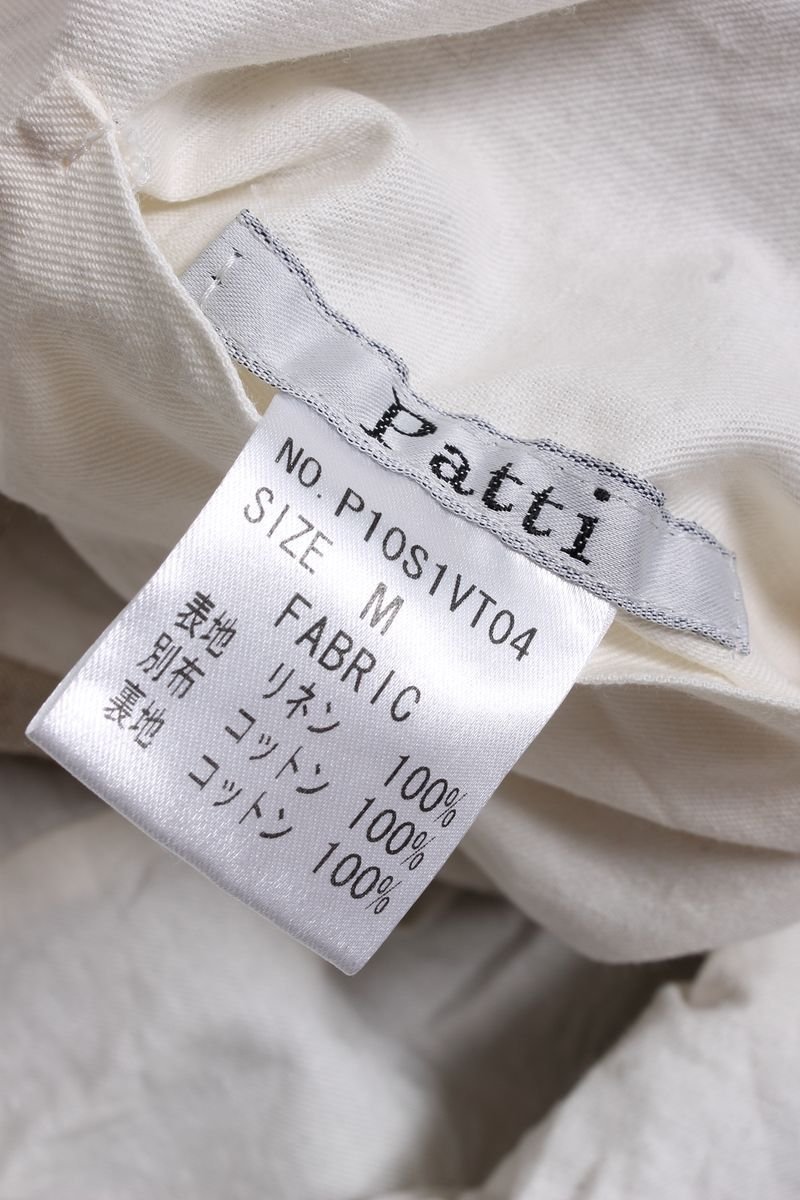 Patti
NO. P10S1VT04
SIZE M
FABRIC
表地 リネン 100%
別布 コットン 100%
裏地 コットン 100%